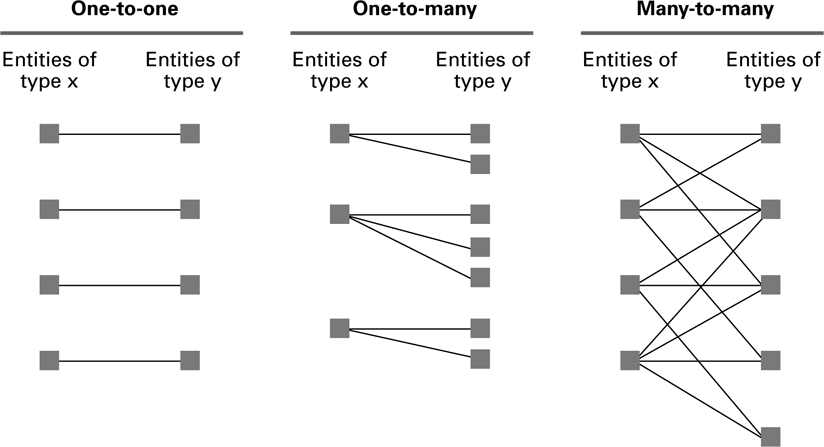 One-to-one
Entities of
type x
Entities of
type y
One-to-many
Entities of
type x
Entities of
type y
Many-to-many
Entities of
type x
Entities of
type y